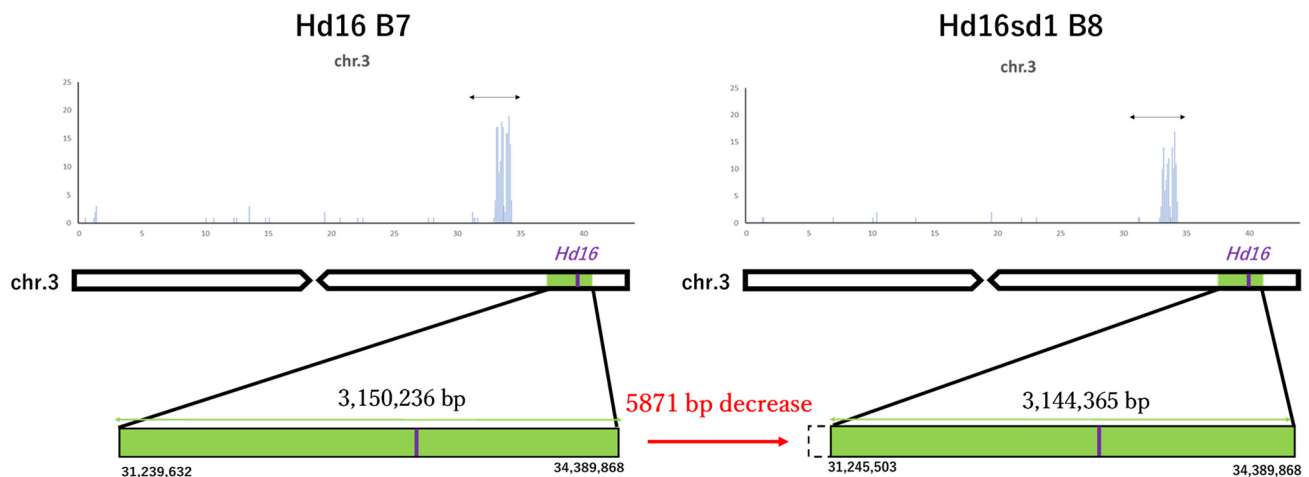 Hd16 B7
chr.3
25
20
15
10
5
0
0 5 10 15 20 25 30 35 40
Hd16
chr.3
3,150,236 bp
31,239,632
34,389,868
5871 bp decrease
Hd16sd1 B8
chr.3
25
20
15
10
5
0
0 5 10 15 20 25 30 35 40
Hd16
chr.3
3,144,365 bp
31,245,503
34,389,868